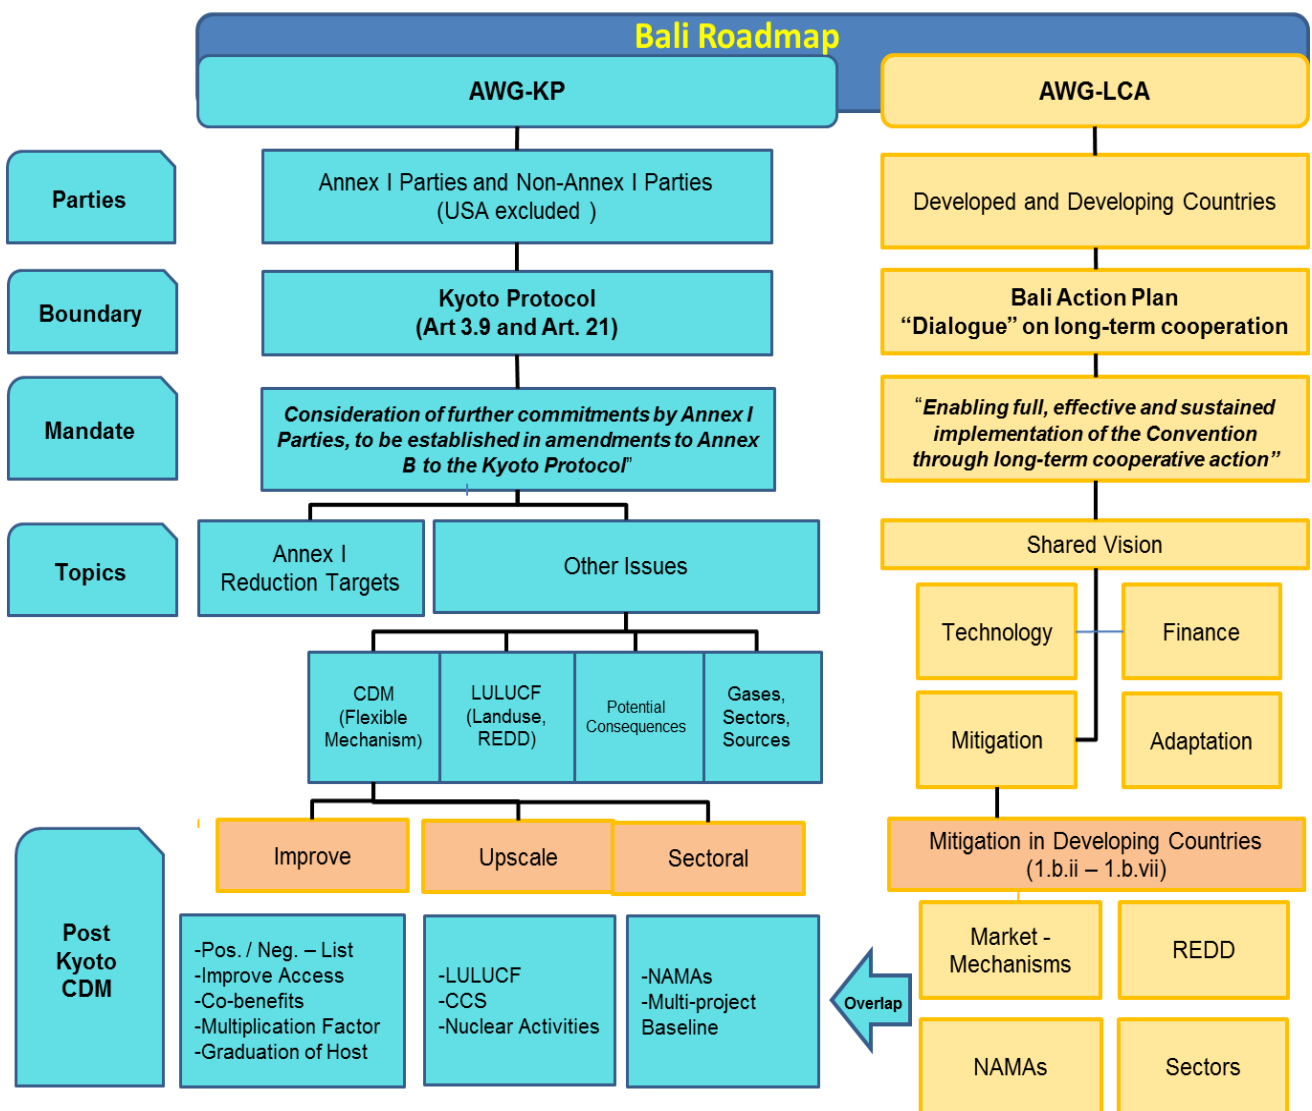 Bali Roadmap
AWG-KP
AWG-LCA
Parties
Annex I Parties and Non-Annex I Parties
(USA excluded )
Developed and Developing Countries
Boundary
Kyoto Protocol
(Art 3.9 and Art. 21)
Bali Action Plan
“Dialogue” on long-term cooperation
Mandate
Consideration of further commitments by Annex I
Parties, to be established in amendments to Annex
B to the Kyoto Protocol”
“Enabling full, effective and sustained
implementation of the Convention
through long-term cooperative action”
Topics
Annex I
Reduction Targets
Other Issues
Shared Vision
Technology
Finance
Mitigation
Adaptation
CDM
(Flexible
Mechanism)
LULUCF
(Landuse,
REDD)
Potential
Consequences
Gases,
Sectors,
Sources
Improve
Upscale
Sectoral
Mitigation in Developing Countries
(1.b.ii – 1.b.vii)
Post
Kyoto
CDM
-Pos. / Neg. – List
-Improve Access
-Co-benefits
-Multiplication Factor
-Graduation of Host
-LULUCF
-CCS
-Nuclear Activities
-NAMAs
-Multi-project
Baseline
Overlap
Market -
Mechanisms
REDD
NAMAs
Sectors